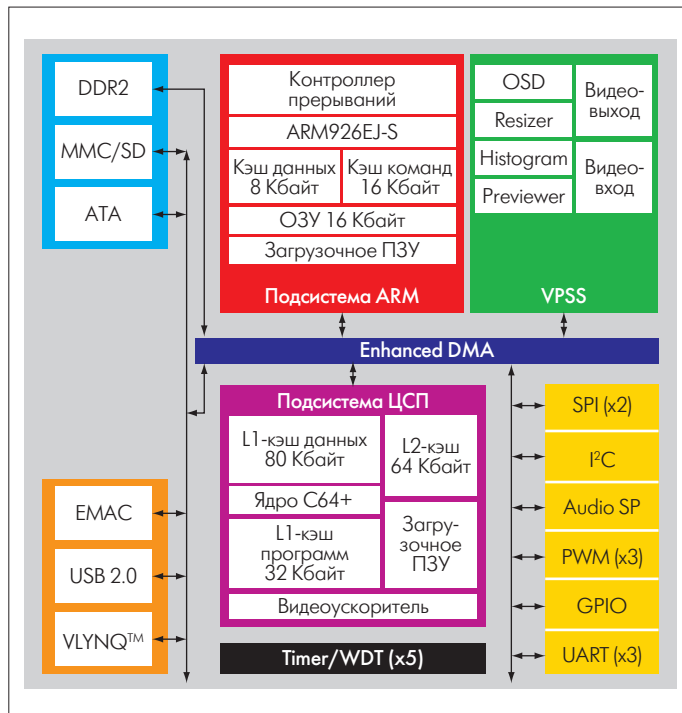 DDR2
MMC/SD
ATA
Контроллер
прерываний
ARM926EJ-S
Кэш данных
8 Кбайт
Кэш команд
16 Кбайт
ОЗУ 16 Кбайт
Загрузочное ПЗУ
Подсистема ARM
OSD
Resizer
Histogram
Previewer
Видео-
выход
Видео-
вход
VPSS
Enhanced DMA
Подсистема ЦСП
L1-кэш данных
80 Кбайт
Ядро C64+
L1-кэш
программ
32 Кбайт
L2-кэш
64 Кбайт
Загру-
зочное
ПЗУ
Видеоускоритель
EMAC
USB 2.0
VLYNQ™
Timer/WDT (x5)
SPI (x2)
I²C
Audio SP
PWM (x3)
GPIO
UART (x3)